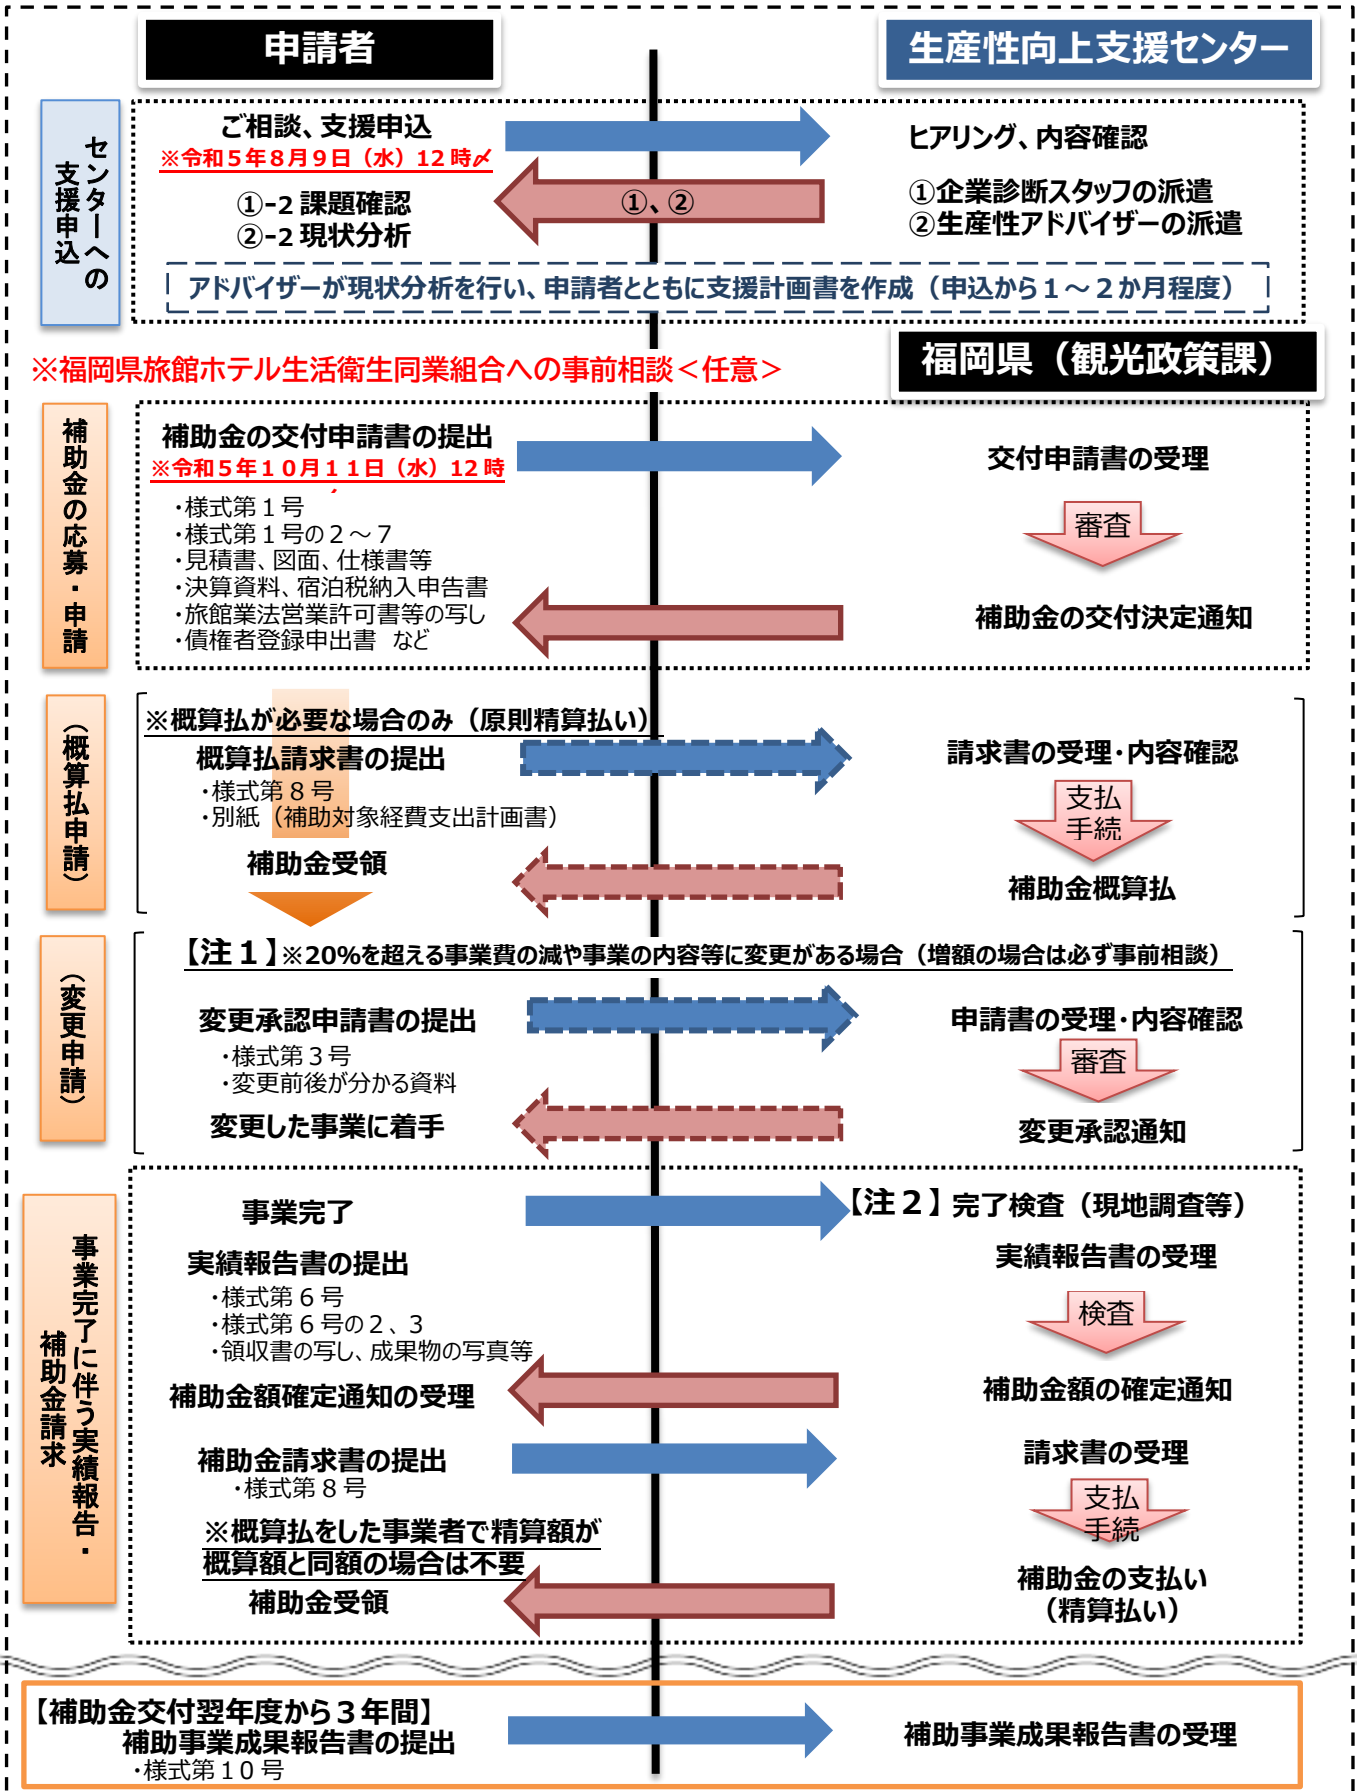 申請者
生産性向上支援センター
センターへの
支援申込
ご相談、支援申込
※令和５年８月９日（水）12時〆
①-2 課題確認
②-2 現状分析
①、②
ヒアリング、内容確認
①企業診断スタッフの派遣
②生産性アドバイザーの派遣
アドバイザーが現状分析を行い、申請者とともに支援計画書を作成（申込から１～２か月程度）
※福岡県旅館ホテル生活衛生同業組合への事前相談＜任意＞
福岡県（観光政策課）
補助金の応募・申請
補助金の交付申請書の提出
※令和５年１０月１１日（水）12時
・様式第１号
・様式第１号の２～７
・見積書、図面、仕様書等
・決算資料、宿泊税納入申告書
・旅館業法営業許可書等の写し
・債権者登録申出書 など
交付申請書の受理
審査
補助金の交付決定通知
（概算払申請）
※概算払が必要な場合のみ（原則精算払い）
概算払請求書の提出
・様式第８号
・別紙（補助対象経費支出計画書）
補助金受領
請求書の受理・内容確認
支払
手続
補助金概算払
（変更申請）
【注１】※20%を超える事業費の減や事業の内容等に変更がある場合（増額の場合は必ず事前相談）
変更承認申請書の提出
・様式第３号
・変更前後が分かる資料
変更した事業に着手
申請書の受理・内容確認
審査
変更承認通知
事業完了に伴う実績報告・
補助金請求
事業完了
実績報告書の提出
・様式第６号
・様式第６号の２、３
・領収書の写し、成果物の写真等
補助金額確定通知の受理
補助金請求書の提出
・様式第８号
※概算払をした事業者で精算額が
概算額と同額の場合は不要
補助金受領
【注２】完了検査（現地調査等）
実績報告書の受理
検査
補助金額の確定通知
請求書の受理
支払
手続
補助金の支払い
（精算払い）
【補助金交付翌年度から３年間】
補助事業成果報告書の提出
・様式第１０号
補助事業成果報告書の受理